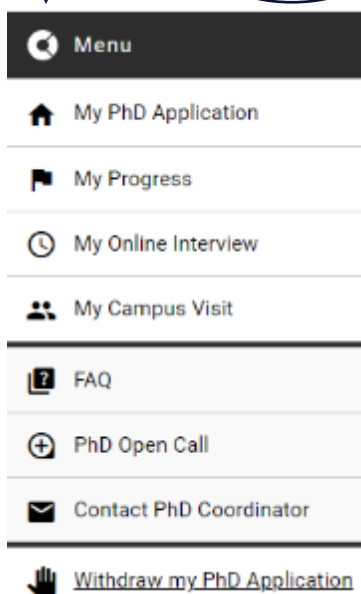 Menu
My PhD Application
My Progress
My Online Interview
My Campus Visit
FAQ
PhD Open Call
Contact PhD Coordinator
Withdraw my PhD Application